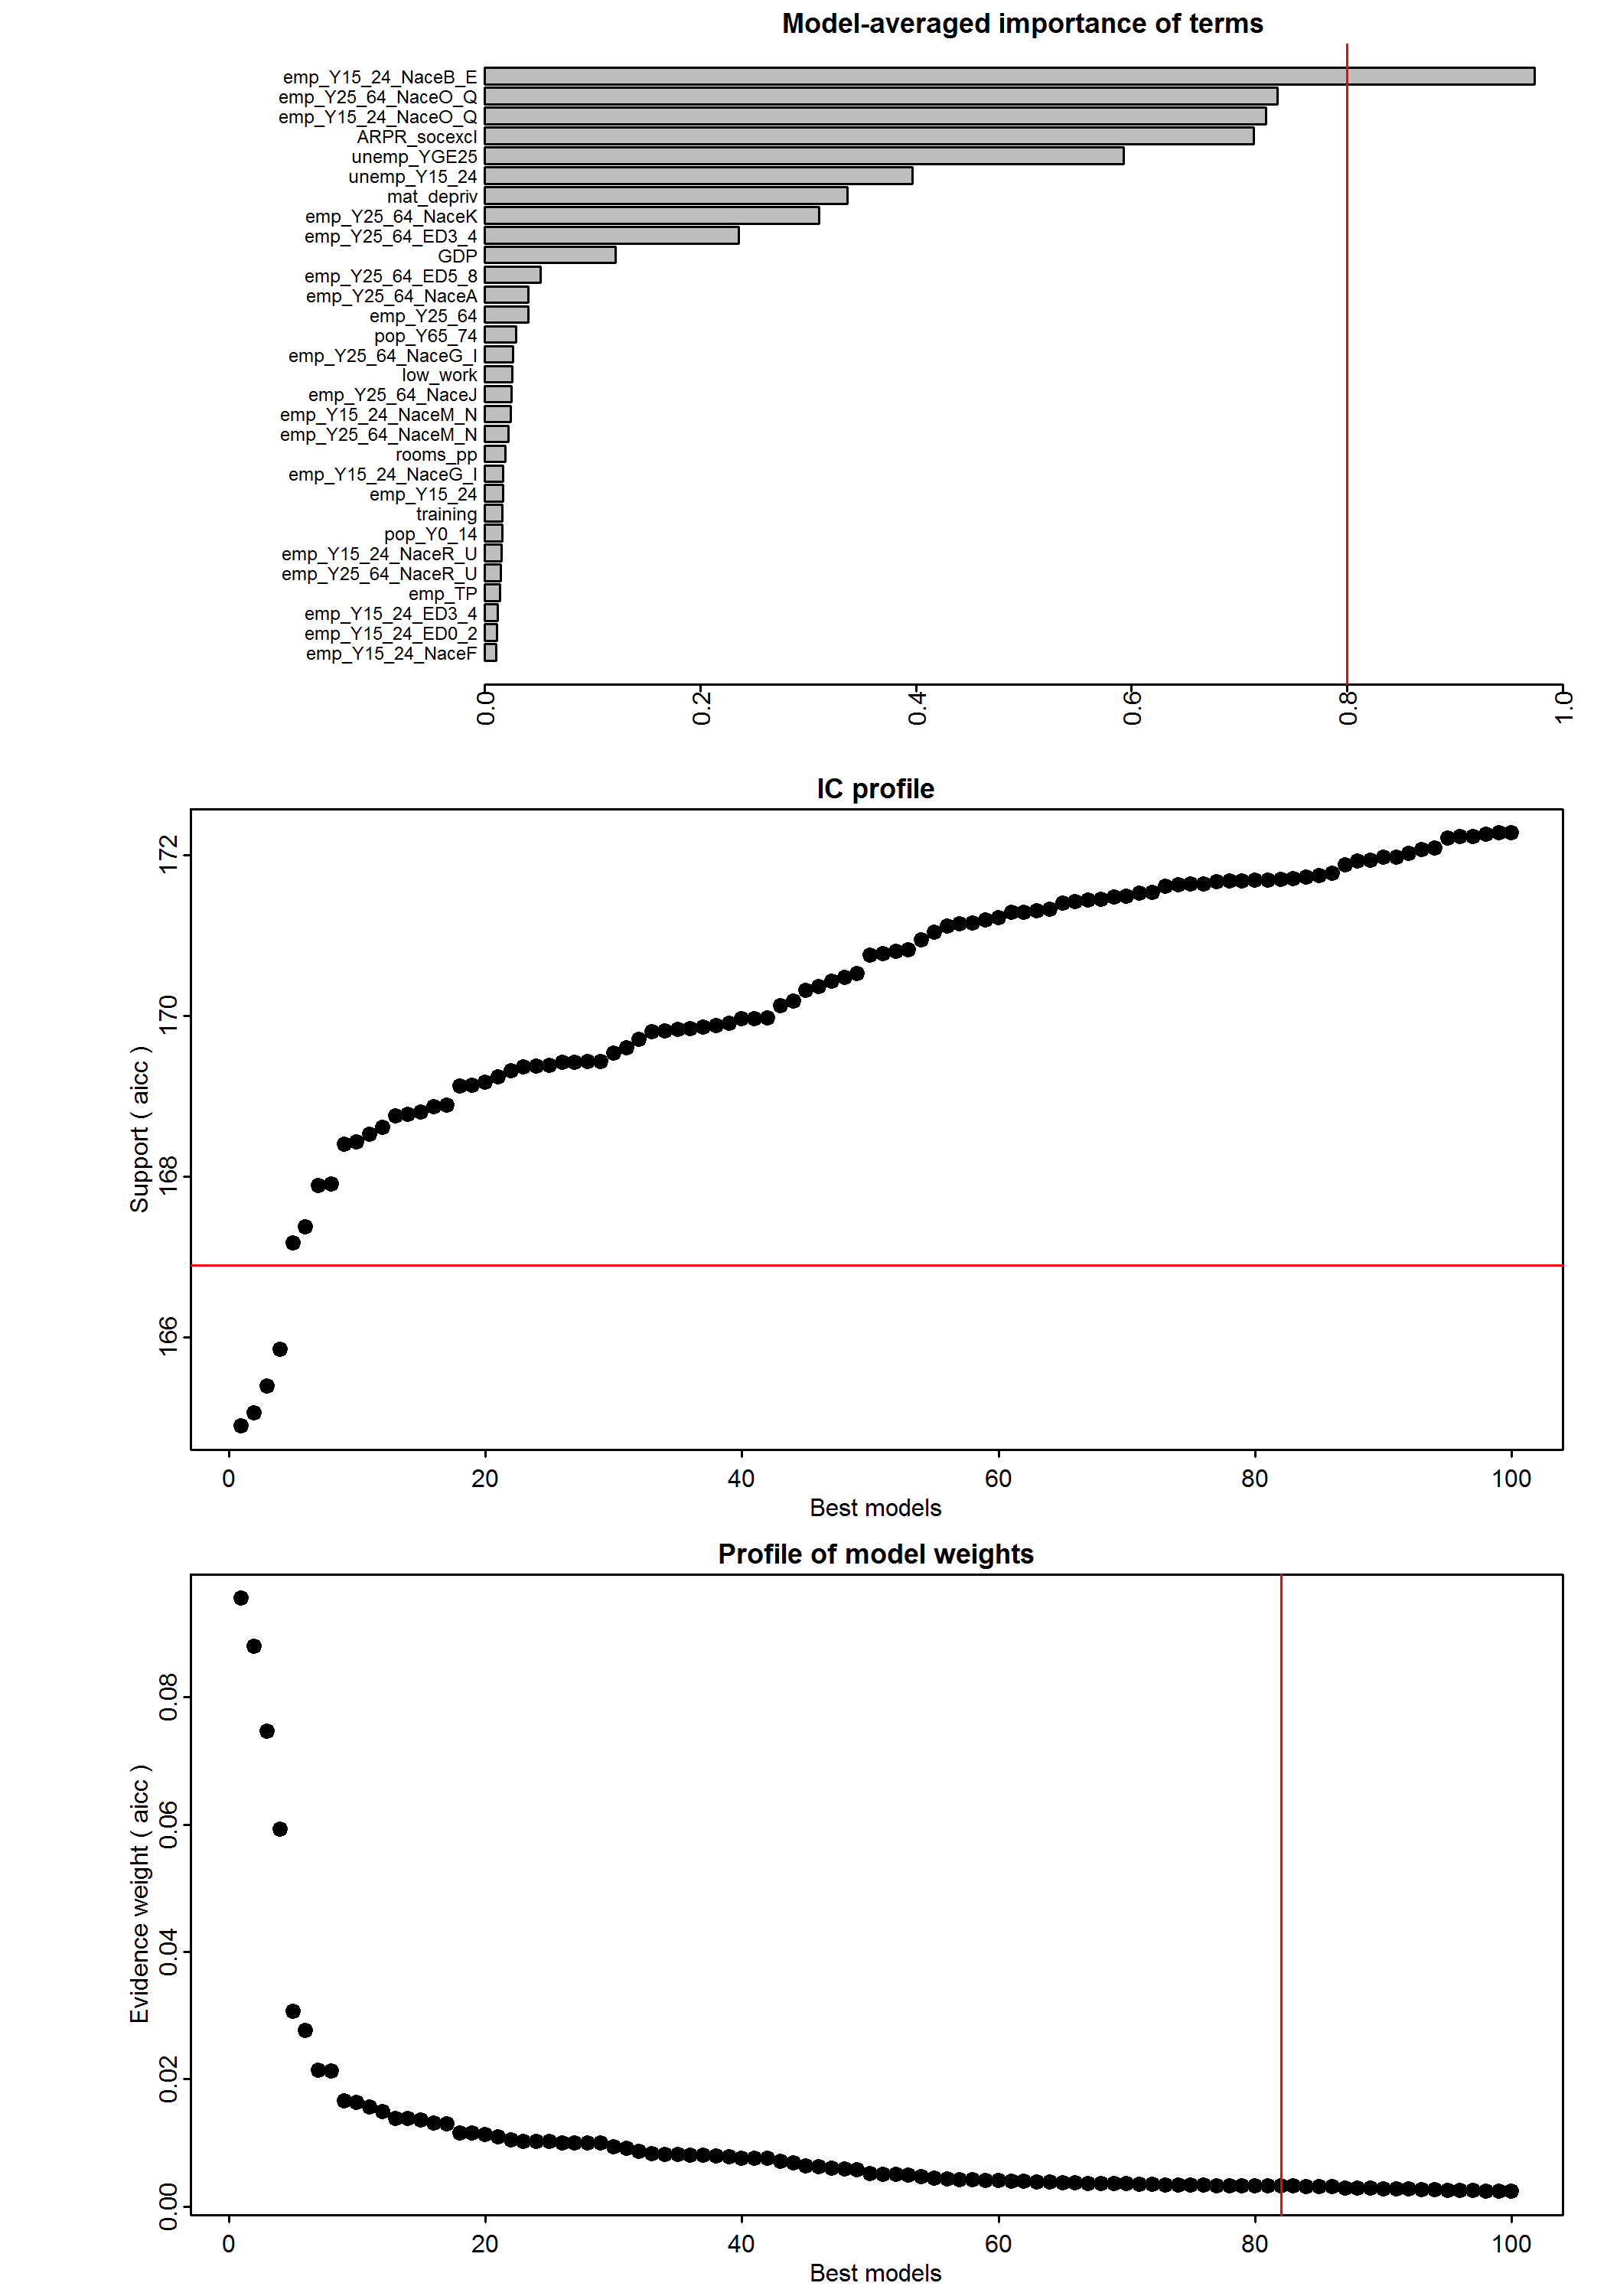 Model-averaged importance of terms
emp_Y15_24_NaceB_E
emp_Y25_64_NaceO_Q
emp_Y15_24_NaceO_Q
ARPR_socexcl
unemp_YGE25
unemp_Y15_24
mat_depriv
emp_Y25_64_NaceK
emp_Y25_64_ED3_4
GDP
emp_Y25_64_ED5_8
emp_Y25_64_NaceA
emp_Y25_64
pop_Y65_74
emp_Y25_64_NaceG_I
low_work
emp_Y25_64_NaceJ
emp_Y15_24_NaceM_N
emp_Y25_64_NaceM_N
rooms_pp
emp_Y15_24_NaceG_I
emp_Y15_24
training
pop_Y0_14
emp_Y15_24_NaceR_U
emp_Y25_64_NaceR_U
emp_TP
emp_Y15_24_ED3_4
emp_Y15_24_ED0_2
emp_Y15_24_NaceF
0.0 0.2 0.4 0.6 0.8 1.0
IC profile
Support ( aicc )
172
170
168
166
0 20 40 60 80 100
Best models
Profile of model weights
Evidence weight ( aicc )
0.08
0.06
0.04
0.02
0.00
0 20 40 60 80 100
Best models